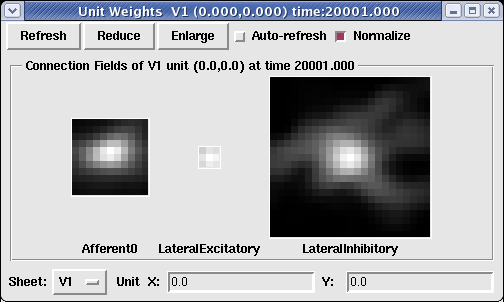 Unit Weights V1 (0.000,0.000) time:20001.000
Refresh Reduce Enlarge Auto-refresh Normalize
Connection Fields of V1 unit (0.0,0.0) at time 20001.000
Afferent0 LateralExcitatory LateralInhibitory
Sheet: V1 Unit X: 0.0 Y: 0.0